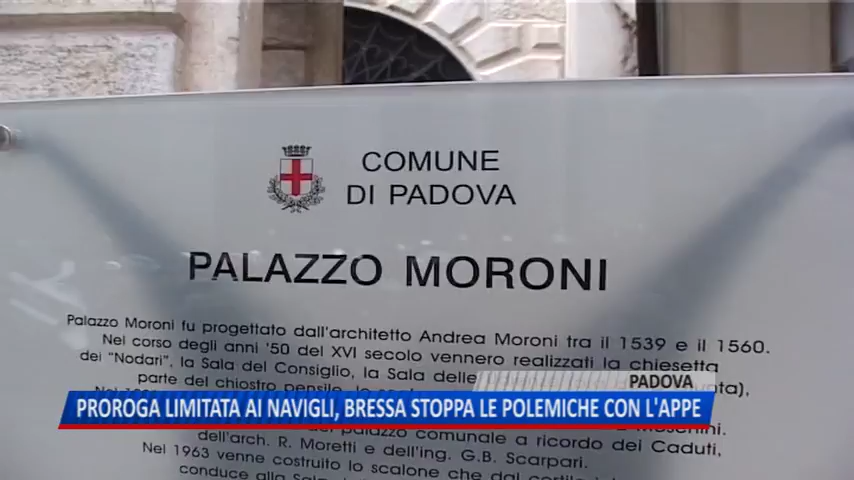 COMUNE
DI PADOVA
PALAZZO MORONI
Palazzo Moroni fu progettato dall'architetto Andrea Moroni tra il 1539 e il 1560.
Nel corso degli anni '50 del XVI secolo vennero realizzati la chiesetta
dei "Nodari", la Sala del Consiglio, la Sala delle
parte del chiostro pensile,
PADOVA
PROROGA LIMITATA AI NAVIGLI, BRESSA STOPPA LE POLEMICHE CON L'APPE
palazzo comunale a ricordo dei Caduti,
dell'arch. R. Moretti e dell'ing. G.B. Scarpari.
Nel 1963 venne costruito lo scalone che dal cortile
conduce alla